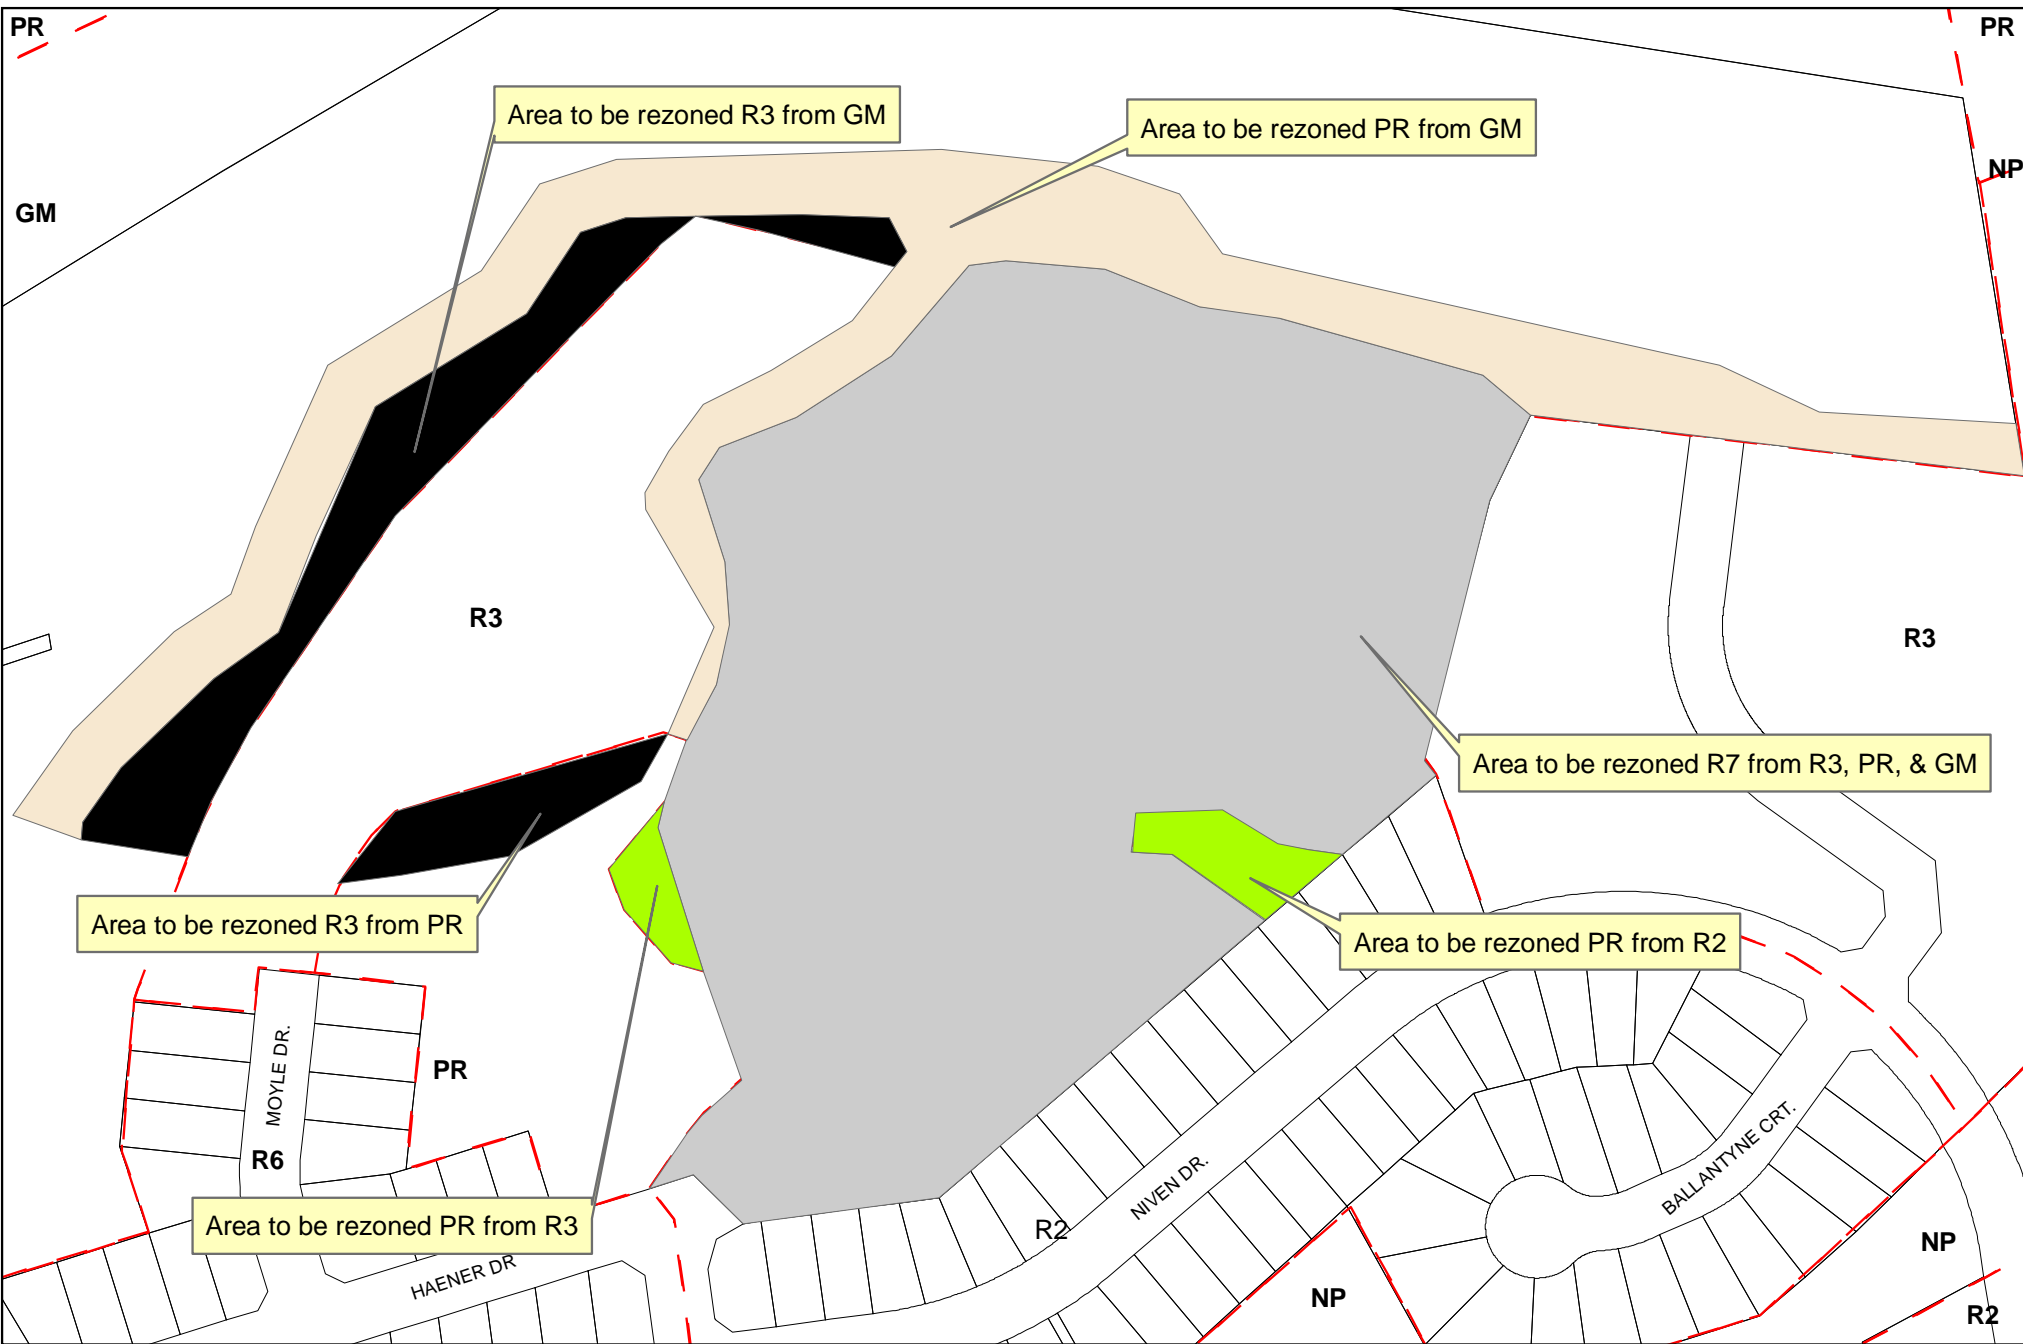 PR
PR
Area to be rezoned R3 from GM
Area to be rezoned PR from GM
NP
GM
R3
R3
Area to be rezoned R7 from R3, PR, & GM
Area to be rezoned R3 from PR
Area to be rezoned PR from R2
MOYLE DR.
PR
R6
NIVEN DR.
BALLANTYNE CRT.
Area to be rezoned PR from R3
R2
NP
HAENER DR
NP
R2